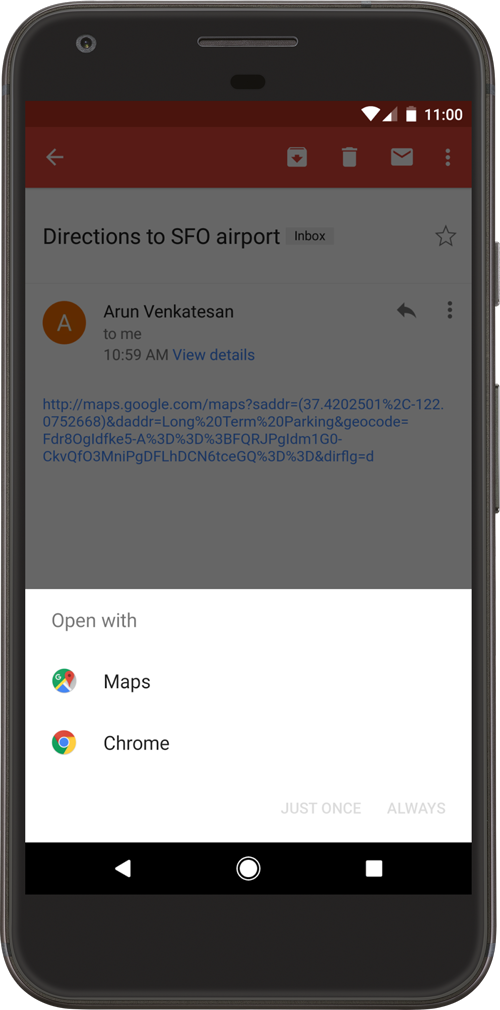 11:00
Directions to SFO airport Inbox
A
Arun Venkatesan
to me
10:59 AM View details
http://maps.google.com/maps?saddr=(37.4202501%2C-122.
0752668)&daddr=Long%20Term%20Parking&geocode=
Fdr8OgIdfke5-A%3D%3D%3BFQRJPgIdm1G0-
CkvQfO3MniPgDFLhDCN6tceGQ%3D%3D&dirflg=d
Open with
Maps
Chrome
JUST ONCE ALWAYS